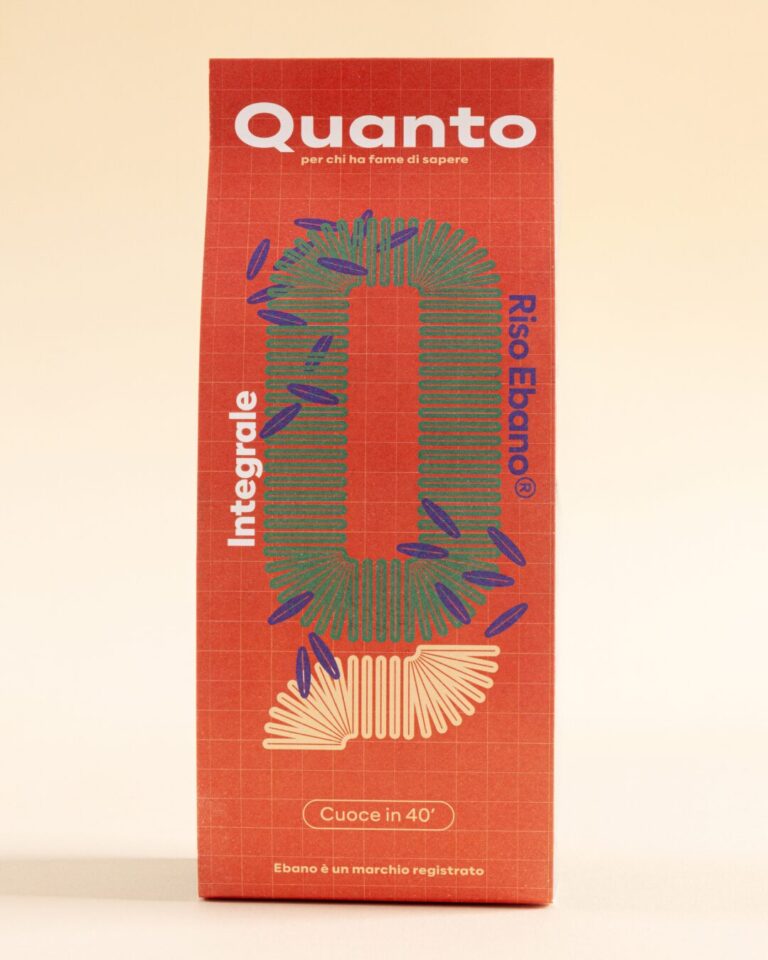 Quanto
per chi ha fame di sapere
Riso Ebano®
Integrale
Cuoce in 40’
Ebano è un marchio registrato